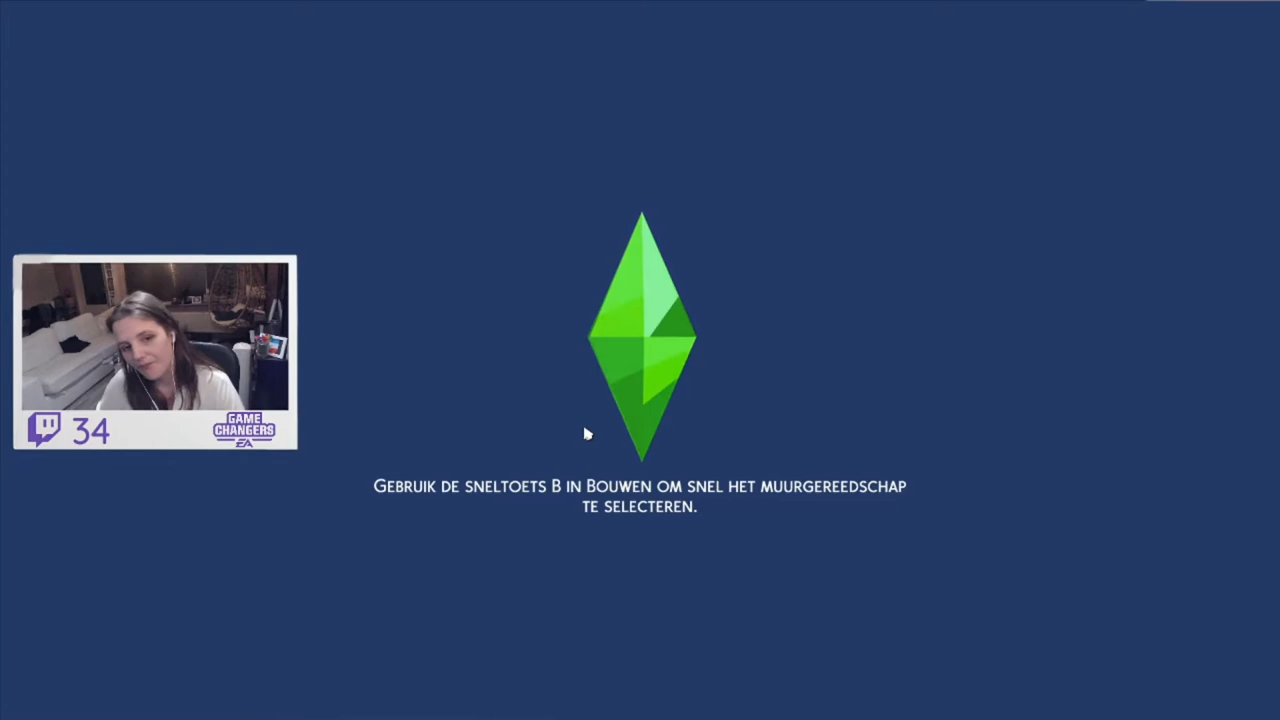 34
GAME
CHANGERS
EA
GEBRUIK DE SNELTOETS B IN BOUWEN OM SNEL HET MUURGEREEDSCHAP
TE SELECTEREN.